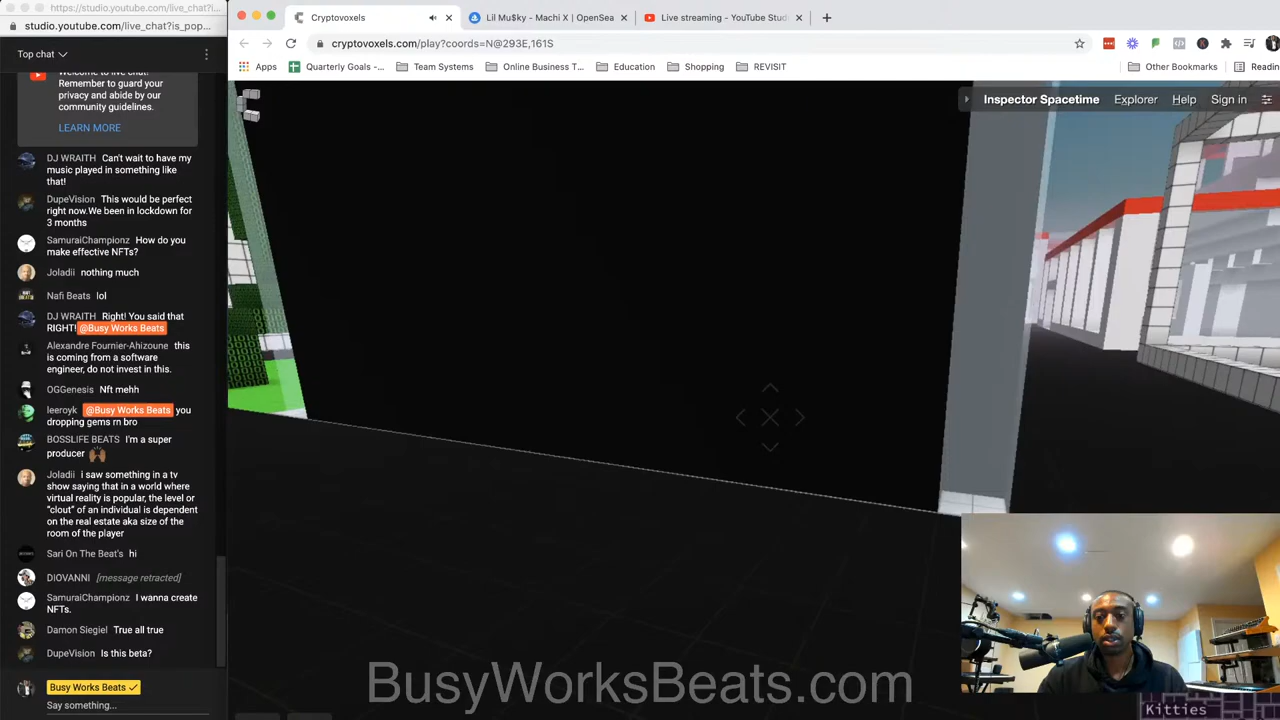 https://studio.youtube.com/live_chat?is_pop...
studio.youtube.com/live_chat?is_pop...
Top chat
Welcome to live chat!
Remember to guard your
privacy and abide by our
community guidelines.
LEARN MORE
DJ WRAITH Can't wait to have my
music played in something like
that!
DupeVision This would be perfect
right now.We been in lockdown for
3 months
SamuraiChampionz How do you
make effective NFTs?
Joladii nothing much
Nafi Beats lol
DJ WRAITH Right! You said that
RIGHT! @Busy Works Beats
Alexandre Fournier-Ahizoune this
is coming from a software
engineer, do not invest in this.
OGGenesis Nft mehh
leeroyk @Busy Works Beats you
dropping gems rn bro
BOSSLIFE BEATS I'm a super
producer
Joladii i saw something in a tv
show saying that in a world where
virtual reality is popular, the level or
"clout" of an individual is dependent
on the real estate aka size of the
room of the player
Sari On The Beat's hi
DIOVANNI [message retracted]
SamuraiChampionz I wanna create
NFTs.
Damon Siegel True all true
DupeVision Is this beta?
Busy Works Beats
Say something...
Cryptovoxels
Lil Mu$ky - Machi X | OpenSea
Live streaming - YouTube Stud
cryptovoxels.com/play?coords=N@293E,161S
Apps
Quarterly Goals -...
Team Systems
Online Business T...
Education
Shopping
REVISIT
Other Bookmarks
Readin
Inspector Spacetime
Explorer
Help
Sign in
BusyWorksBeats.com
Kitties